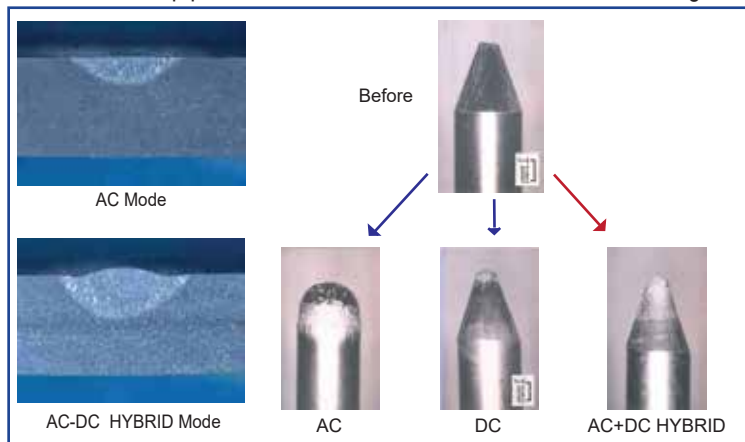 Before
AC Mode
AC-DC HYBRID Mode
AC
DC
AC+DC HYBRID